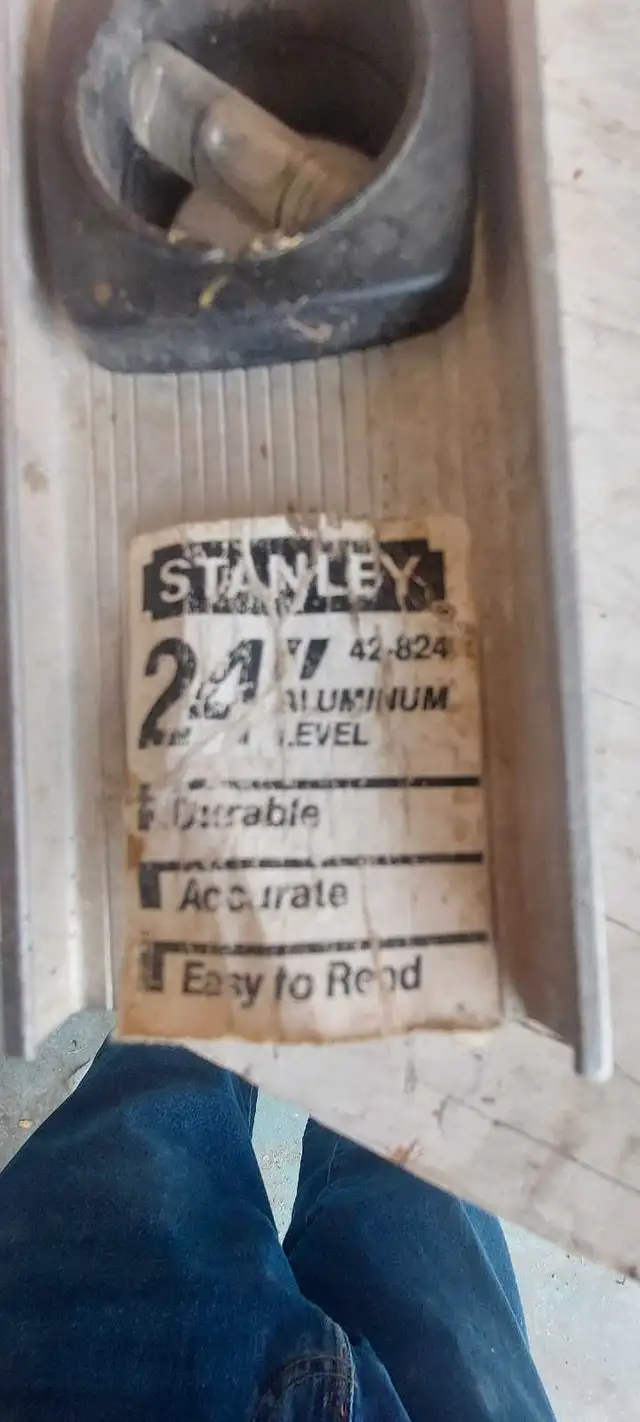 STANLEY
24" 42-824
ALUMINUM
LEVEL
Durable
Accurate
Easy to Read